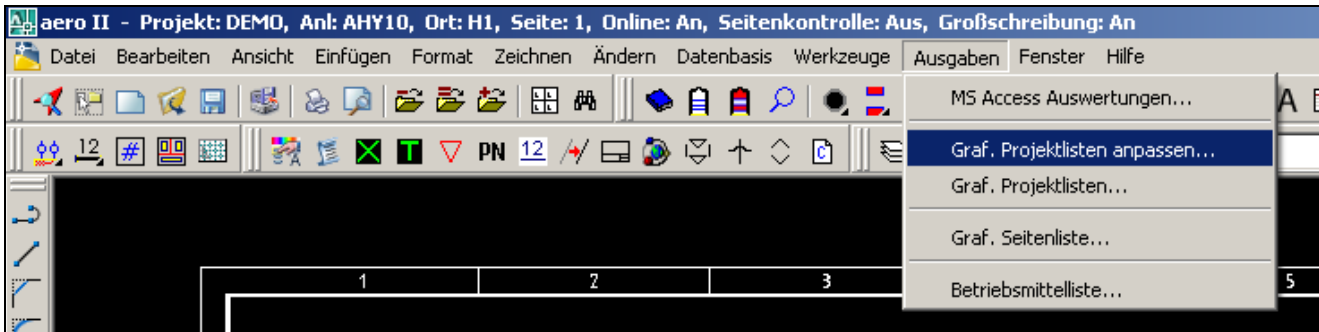 aero II - Projekt: DEMO, Anl: AHY10, Ort: H1, Seite: 1, Online: An, Seitenkontrolle: Aus, Großschreibung: An
Datei Bearbeiten Ansicht Einfügen Format Zeichnen Ändern Datenbasis Werkzeuge Ausgaben Fenster Hilfe
MS Access Auswertungen...
A
12 # T PN 12 C
Graf. Projektlisten anpassen...
Graf. Projektlisten...
Graf. Seitenliste...
1 2 3 5
Betriebsmittelliste...